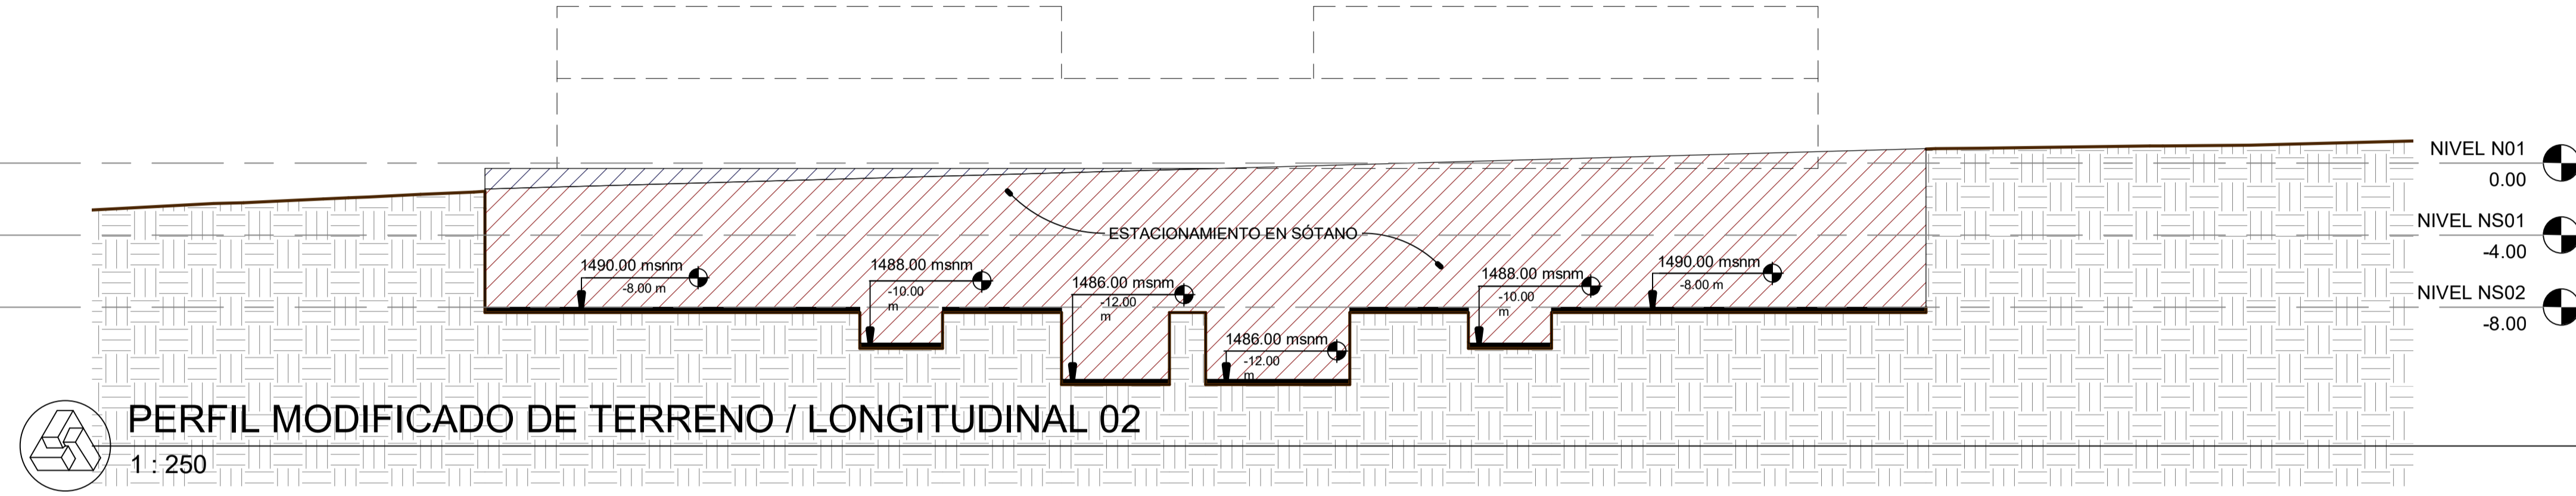 NIVEL N01
0.00
NIVEL NS01
-4.00
ESTACIONAMIENTO EN SÓTANO
1490.00 msnm
-8.00 m
1488.00 msnm
-10.00
m
1486.00 msnm
-12.00
m
1486.00 msnm
-12.00
m
1488.00 msnm
-10.00
m
1490.00 msnm
-8.00 m
NIVEL NS02
-8.00
PERFIL MODIFICADO DE TERRENO / LONGITUDINAL 02
1 : 250